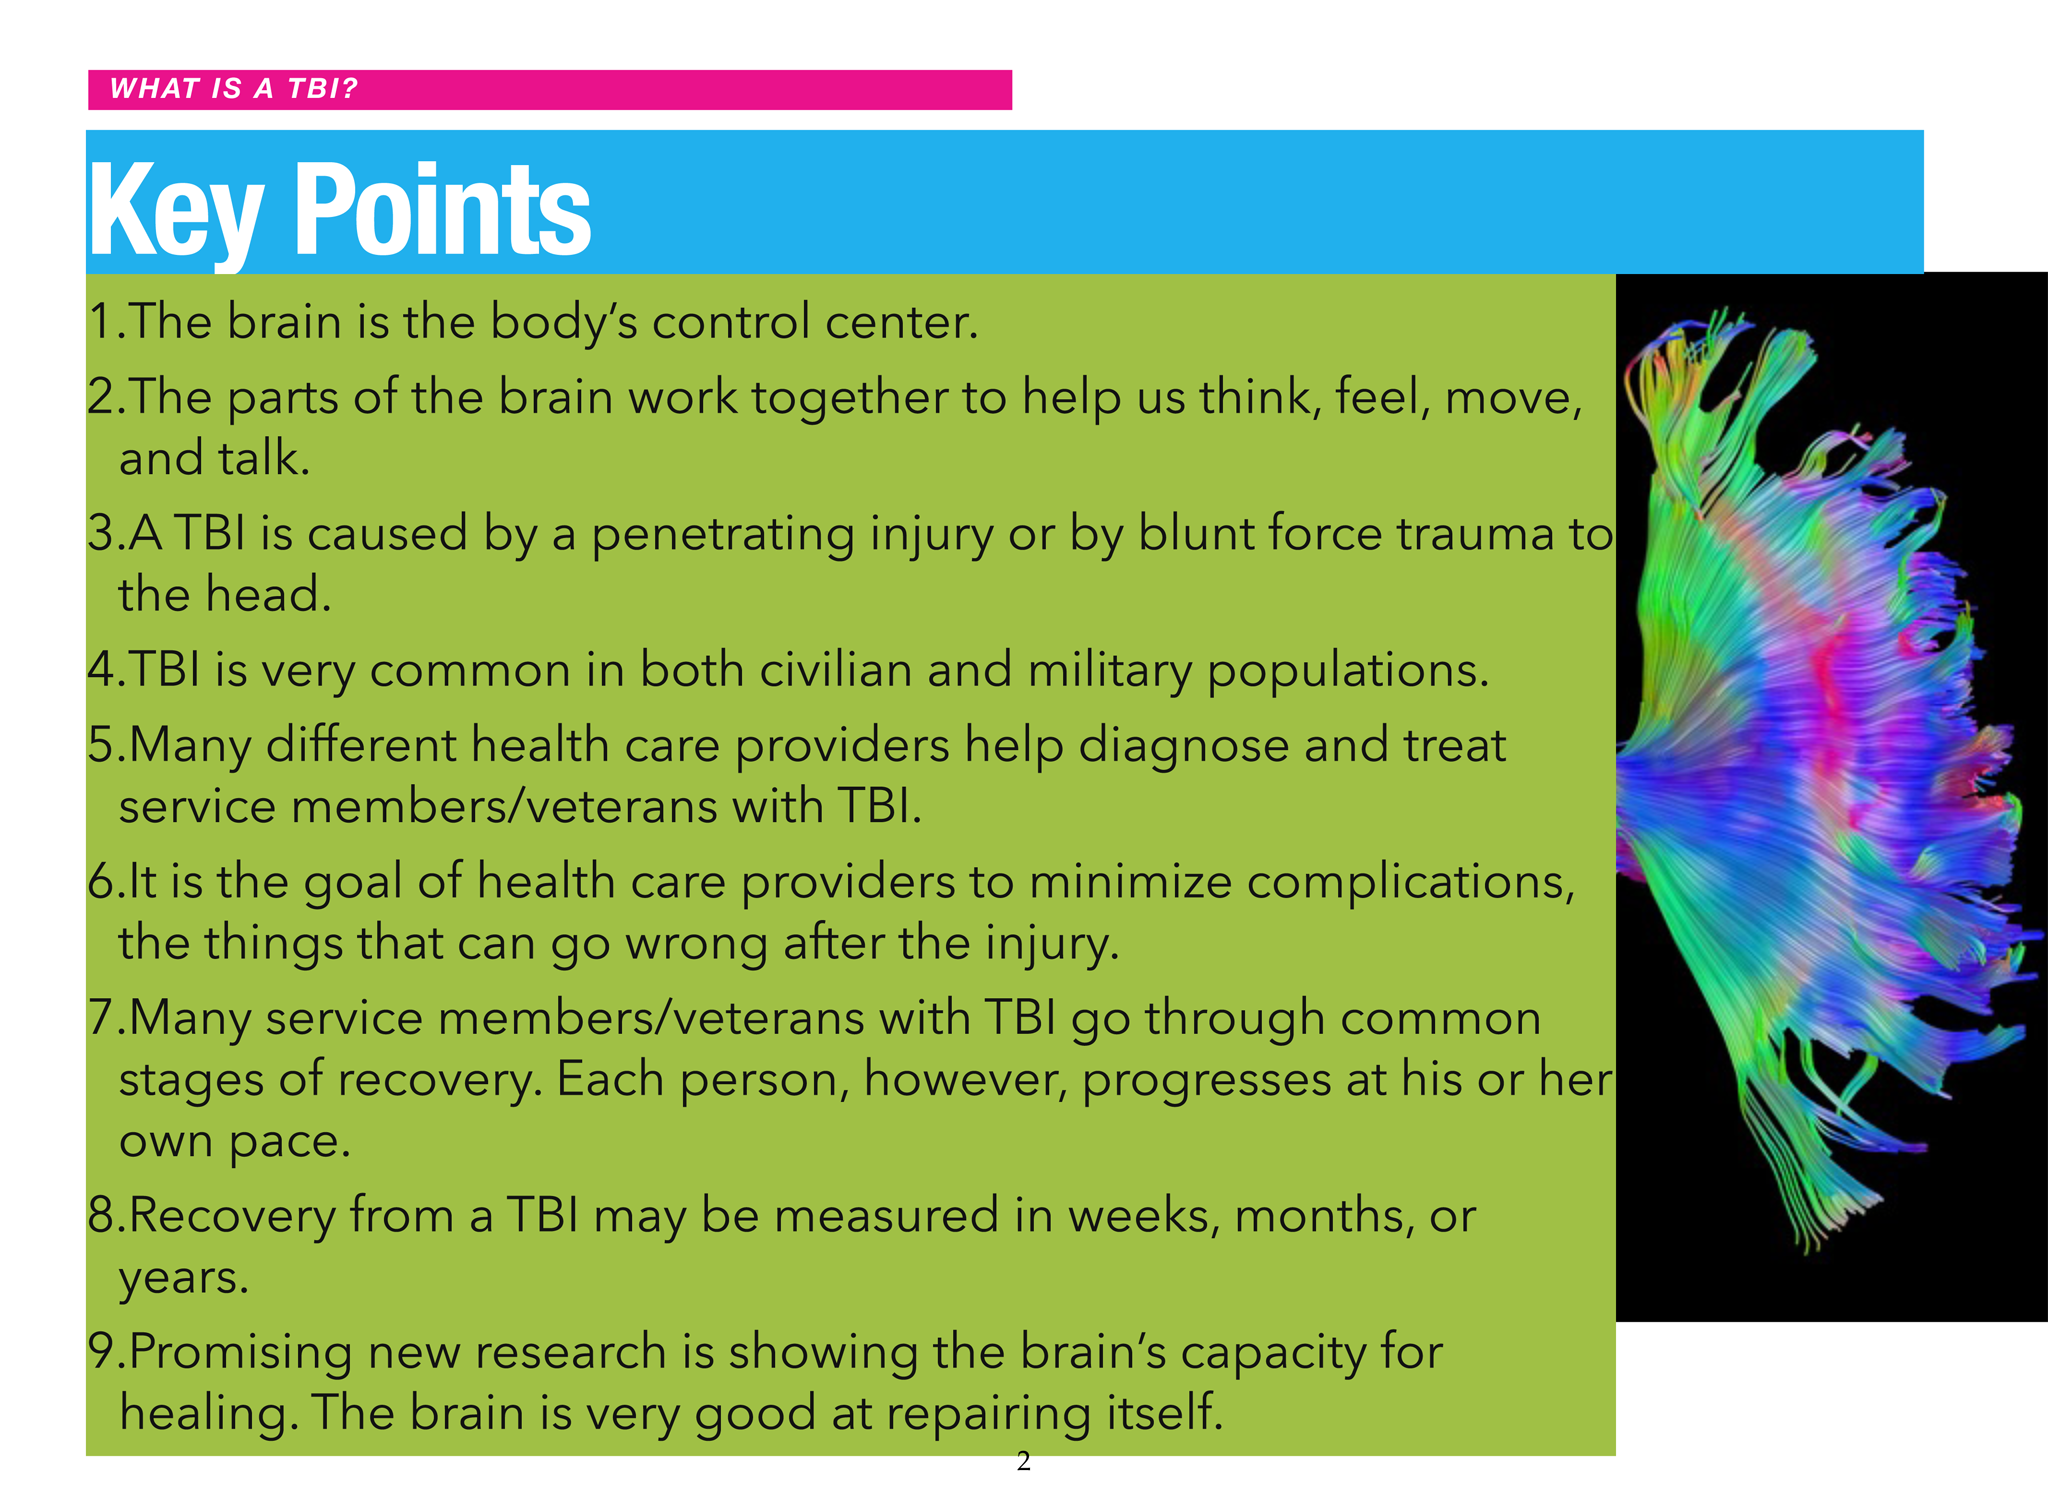 WHAT IS A TBI?
Key Points
1.The brain is the body’s control center.
2.The parts of the brain work together to help us think, feel, move,
and talk.
3.A TBI is caused by a penetrating injury or by blunt force trauma to
the head.
4.TBI is very common in both civilian and military populations.
5.Many different health care providers help diagnose and treat
service members/veterans with TBI.
6.It is the goal of health care providers to minimize complications,
the things that can go wrong after the injury.
7.Many service members/veterans with TBI go through common
stages of recovery. Each person, however, progresses at his or her
own pace.
8.Recovery from a TBI may be measured in weeks, months, or
years.
9.Promising new research is showing the brain’s capacity for
healing. The brain is very good at repairing itself.
2